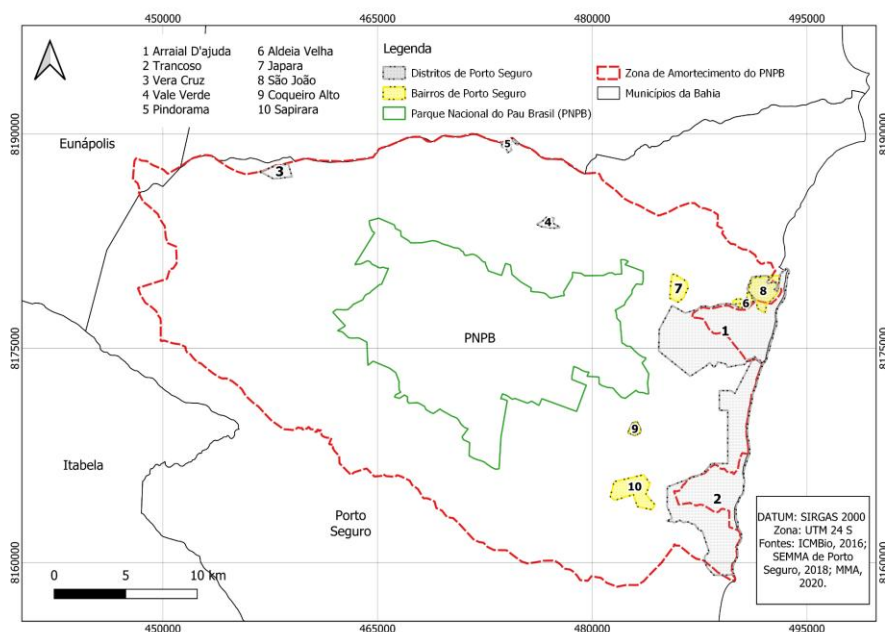 450000 465000 480000 495000
1 Arraial D'ajuda
2 Trancoso
3 Vera Cruz
4 Vale Verde
5 Pindorama
6 Aldeia Velha
7 Japara
8 São João
9 Coqueiro Alto
10 Sapirara
Legenda
Distritos de Porto Seguro
Bairros de Porto Seguro
Parque Nacional do Pau Brasil (PNPB)
Zona de Amortecimento do PNPB
Municípios da Bahia
8190000
8190000
Eunápolis
5
3
4
7
8
6
1
PNPB
8175000
8175000
9
Itabela
10
2
Porto
Seguro
DATUM: SIRGAS 2000
Zona: UTM 24 S
Fontes: ICMBio, 2016;
SEMMA de Porto
Seguro, 2018; MMA,
2020.
8160000
8160000
0 5 10 km
450000 465000 480000 495000